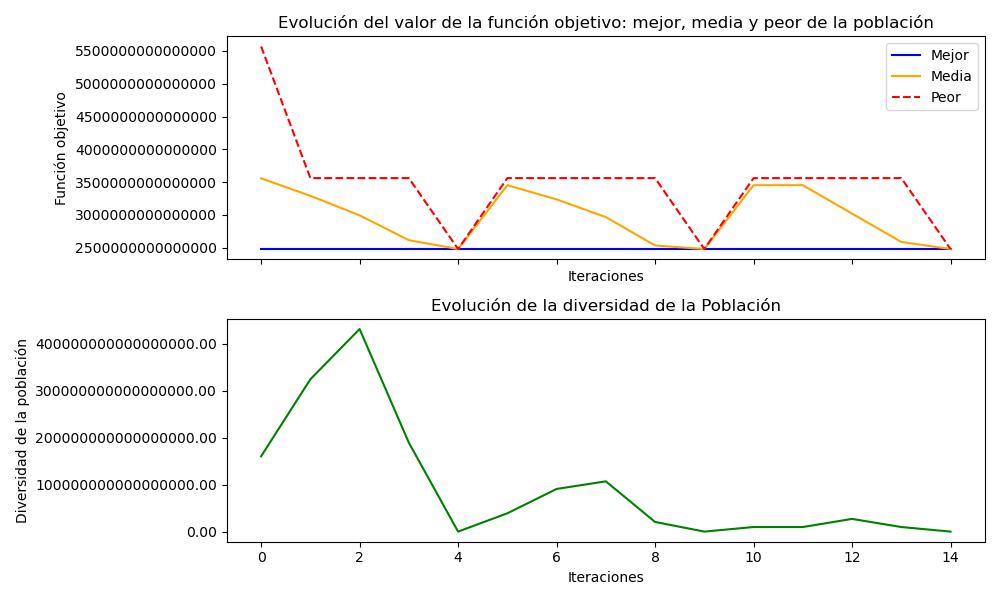 Evolución del valor de la función objetivo: mejor, media y peor de la población
Función objetivo
5500000000000000
5000000000000000
4500000000000000
4000000000000000
3500000000000000
3000000000000000
2500000000000000
Mejor
Media
Peor
Iteraciones
Evolución de la diversidad de la Población
Diversidad de la población
4000000000000000000.00
3000000000000000000.00
2000000000000000000.00
1000000000000000000.00
0.00
0 2 4 6 8 10 12 14
Iteraciones